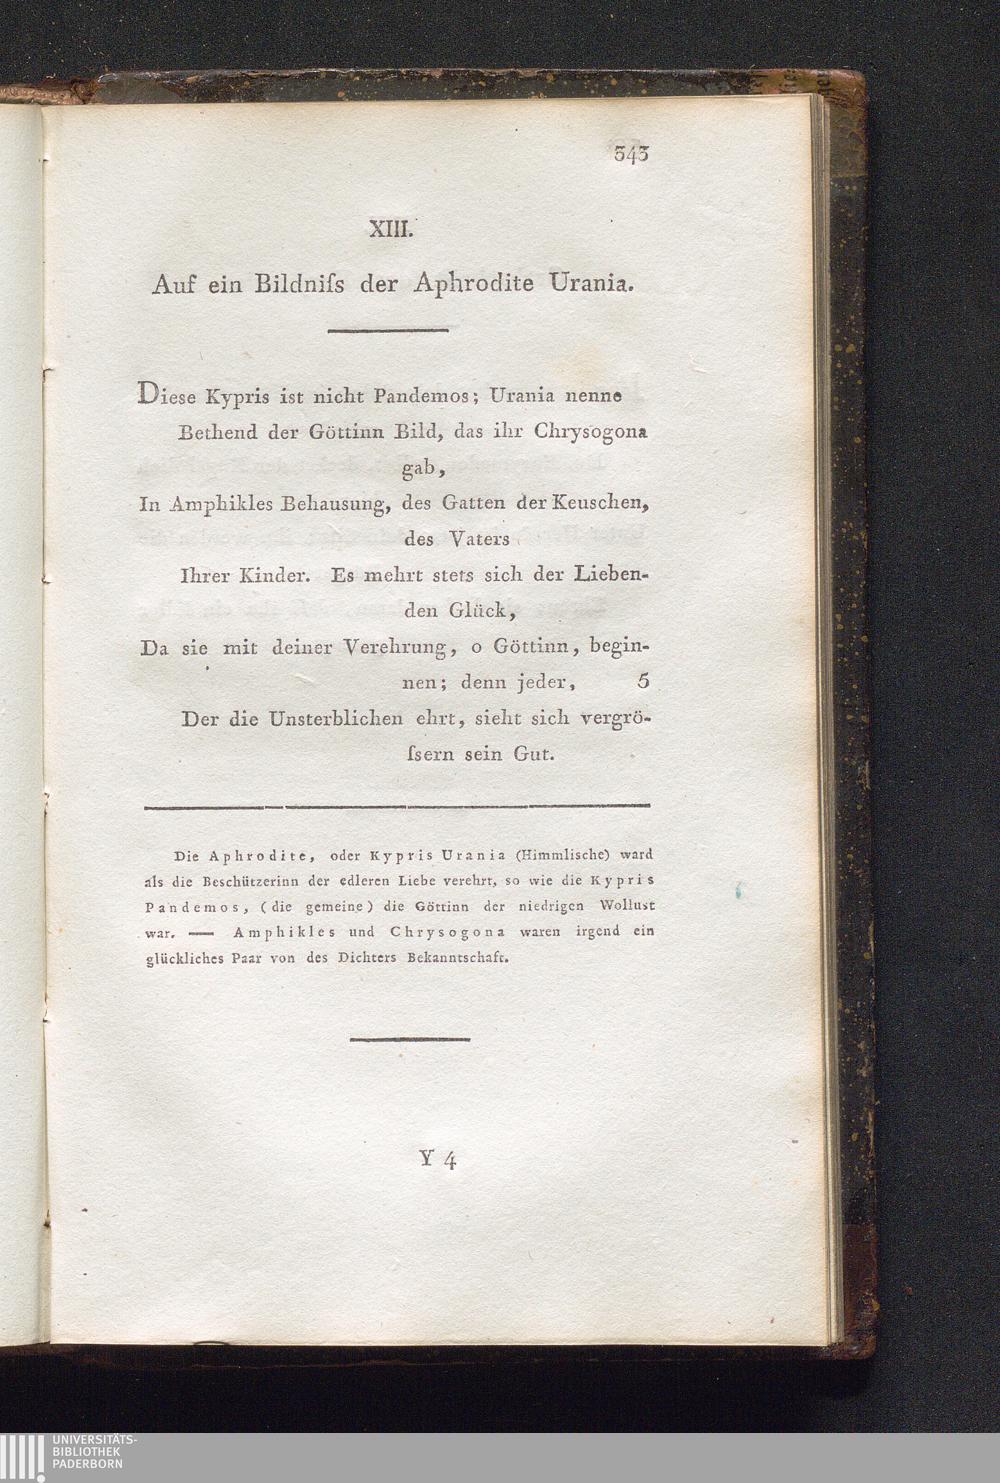 343
XIII.
Auf ein Bildniſs der Aphrodite Urania.
Diese Kypris ist nicht Pandemos; Urania nenne
Bethend der Göttinn Bild, das ihr Chrysogona
gab,
In Amphikles Behausung, des Gatten der Keuschen,
des Vaters
Ihrer Kinder. Es mehrt stets sich der Lieben-
den Glück,
Da sie mit deiner Verehrung, o Göttinn, begin-
nen; denn jeder, 5
Der die Unsterblichen ehrt, sieht sich vergrö-
ſsern sein Gut.
Die Aphrodite, oder Kypris Urania (Himmlische) ward
als die Beschützerinn der edleren Liebe verehrt, so wie die Kypris
Pandemos, (die gemeine) die Göttinn der niedrigen Wollust
war. — Amphikles und Chrysogona waren irgend ein
glückliches Paar von des Dichters Bekanntschaft.
Y 4
UNIVERSITÄTS-
BIBLIOTHEK
PADERBORN